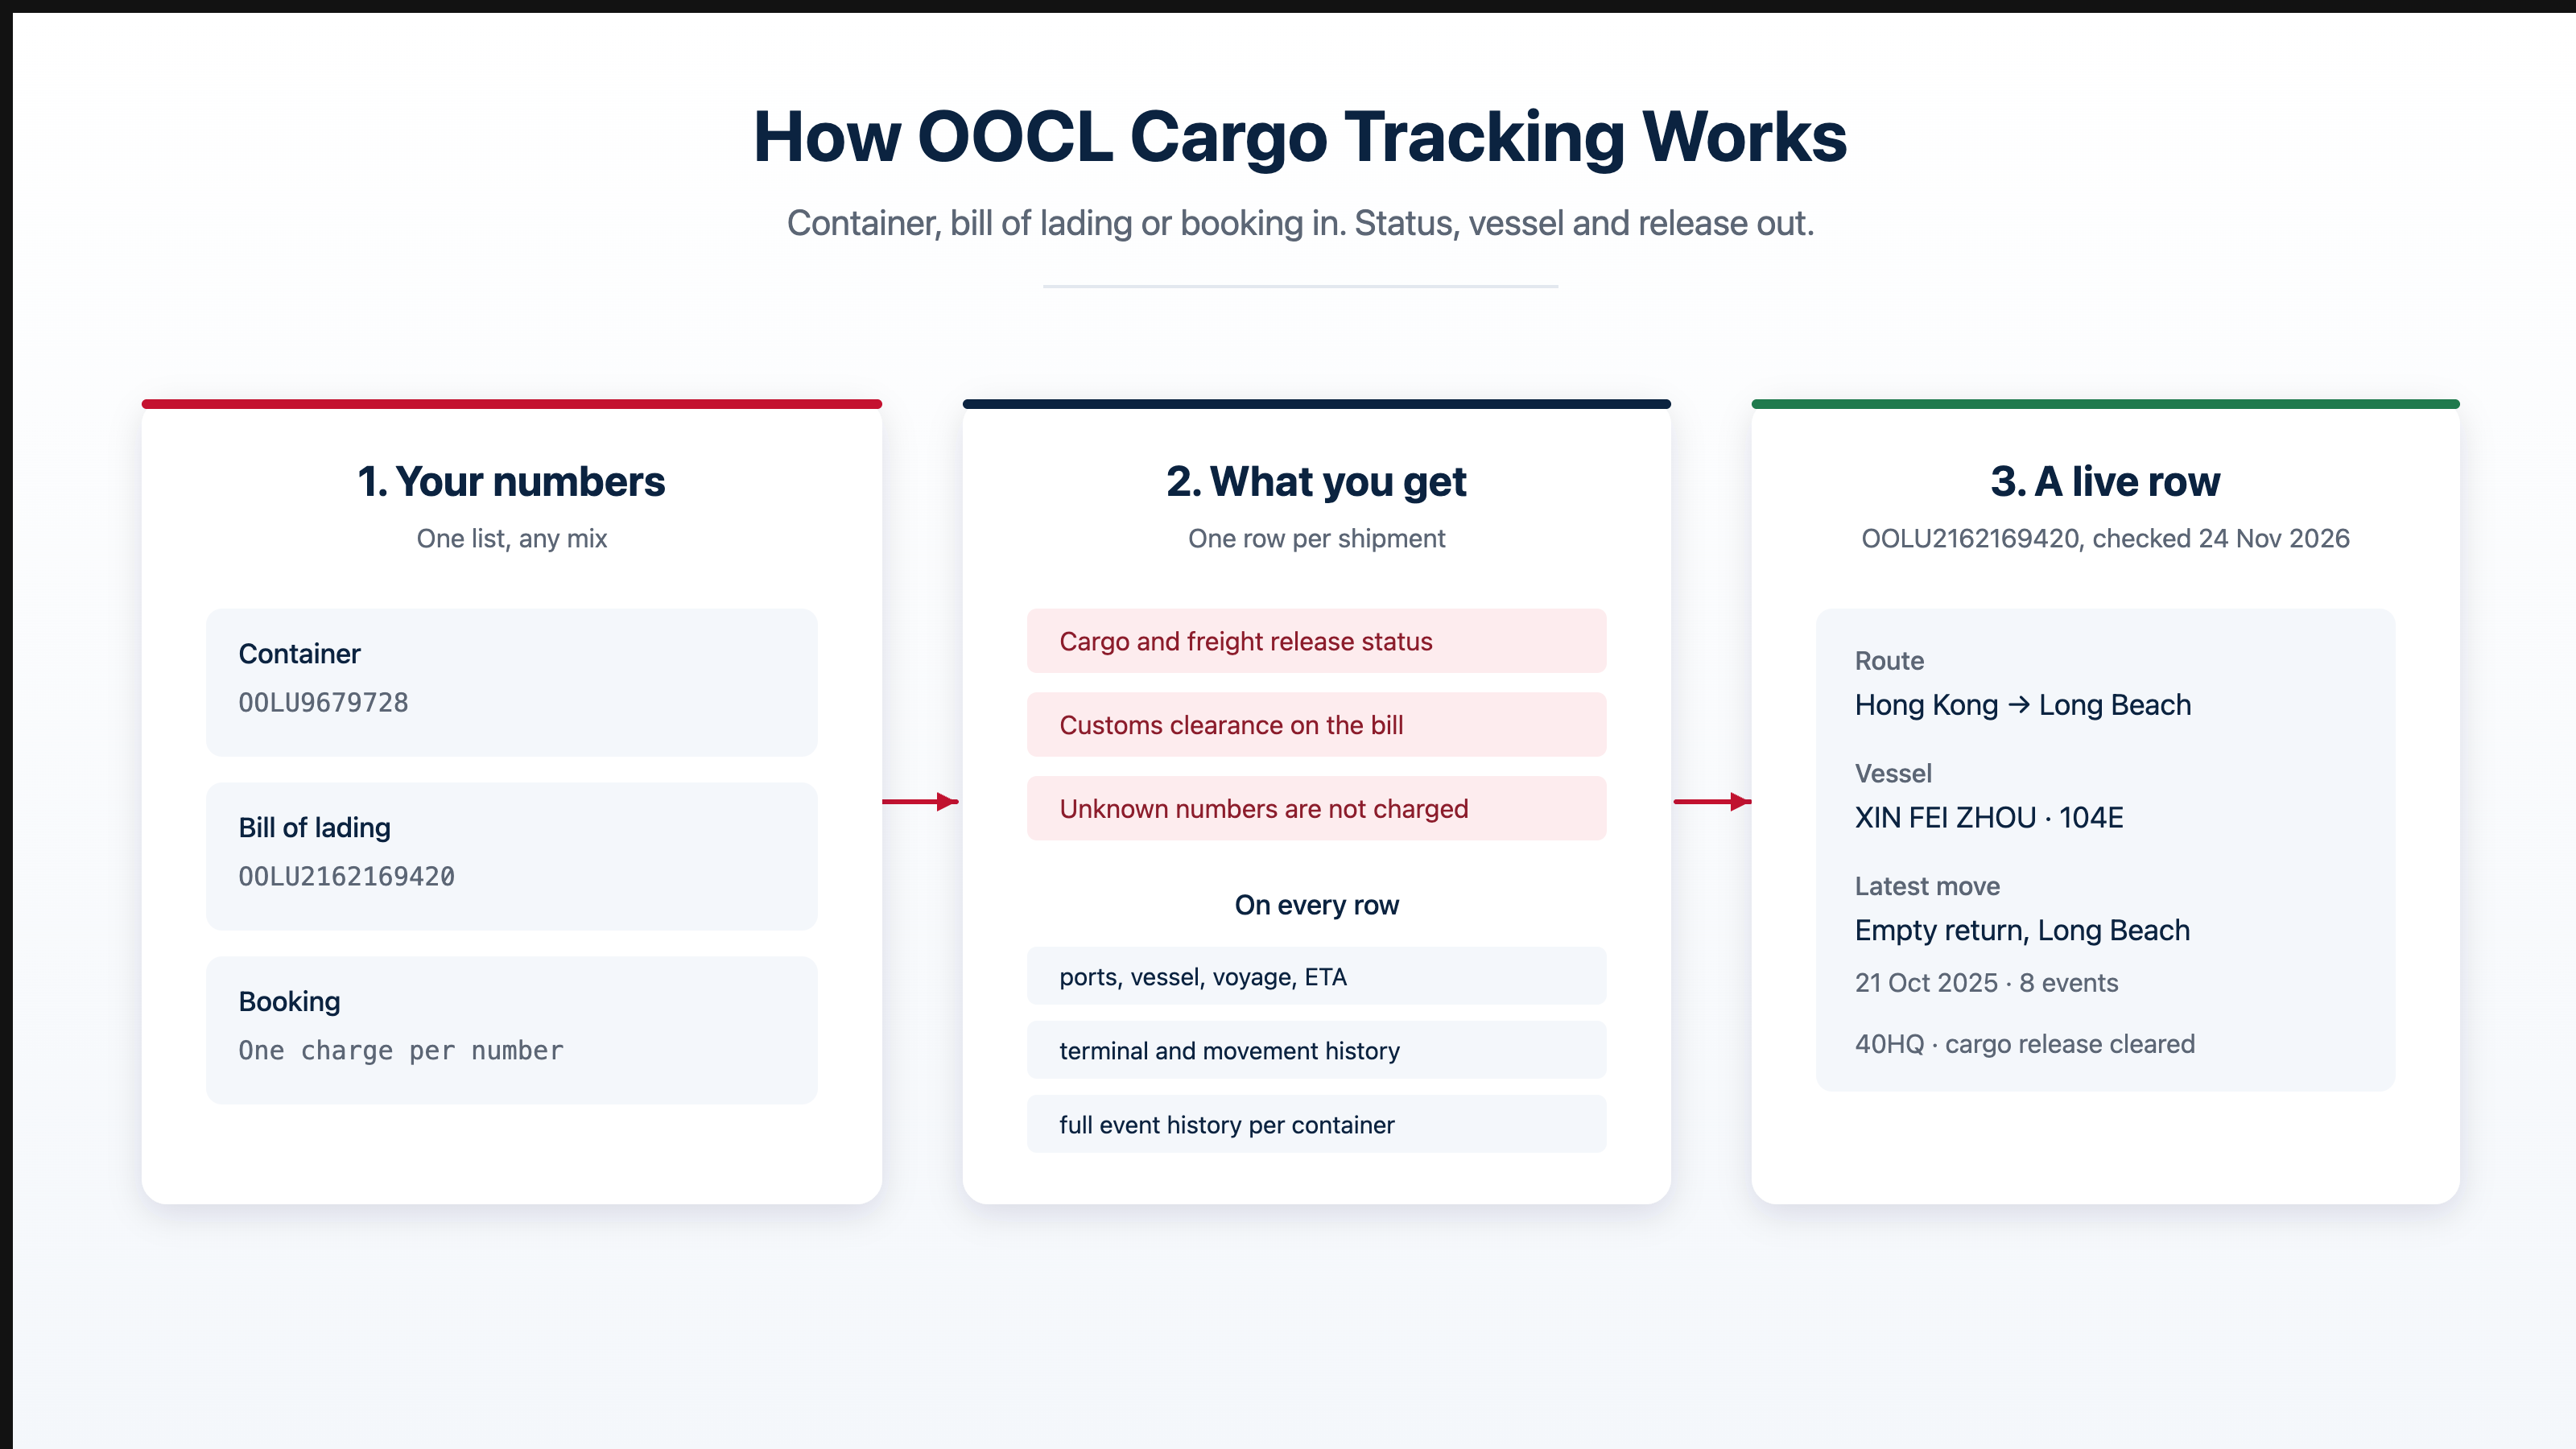 How OOCL Cargo Tracking Works
Container, bill of lading or booking in. Status, vessel and release out.
1. Your numbers
One list, any mix
Container
OOLU9679728
Bill of lading
OOLU2162169420
Booking
One charge per number
2. What you get
One row per shipment
Cargo and freight release status
Customs clearance on the bill
Unknown numbers are not charged
On every row
ports, vessel, voyage, ETA
terminal and movement history
full event history per container
3. A live row
OOLU2162169420, checked 24 Nov 2026
Route
Hong Kong → Long Beach
Vessel
XIN FEI ZHOU · 104E
Latest move
Empty return, Long Beach
21 Oct 2025 · 8 events
40HQ · cargo release cleared